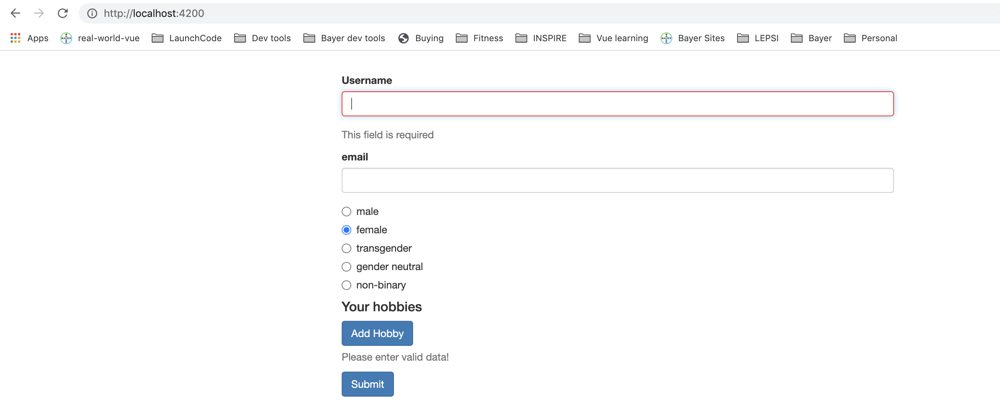 http://localhost:4200
Apps real-world-vue LaunchCode Dev tools Bayer dev tools Buying Fitness INSPIRE Vue learning Bayer Sites LEPSI Bayer Personal
Username
This field is required
email
male
female
transgender
gender neutral
non-binary
Your hobbies
Add Hobby
Please enter valid data!
Submit